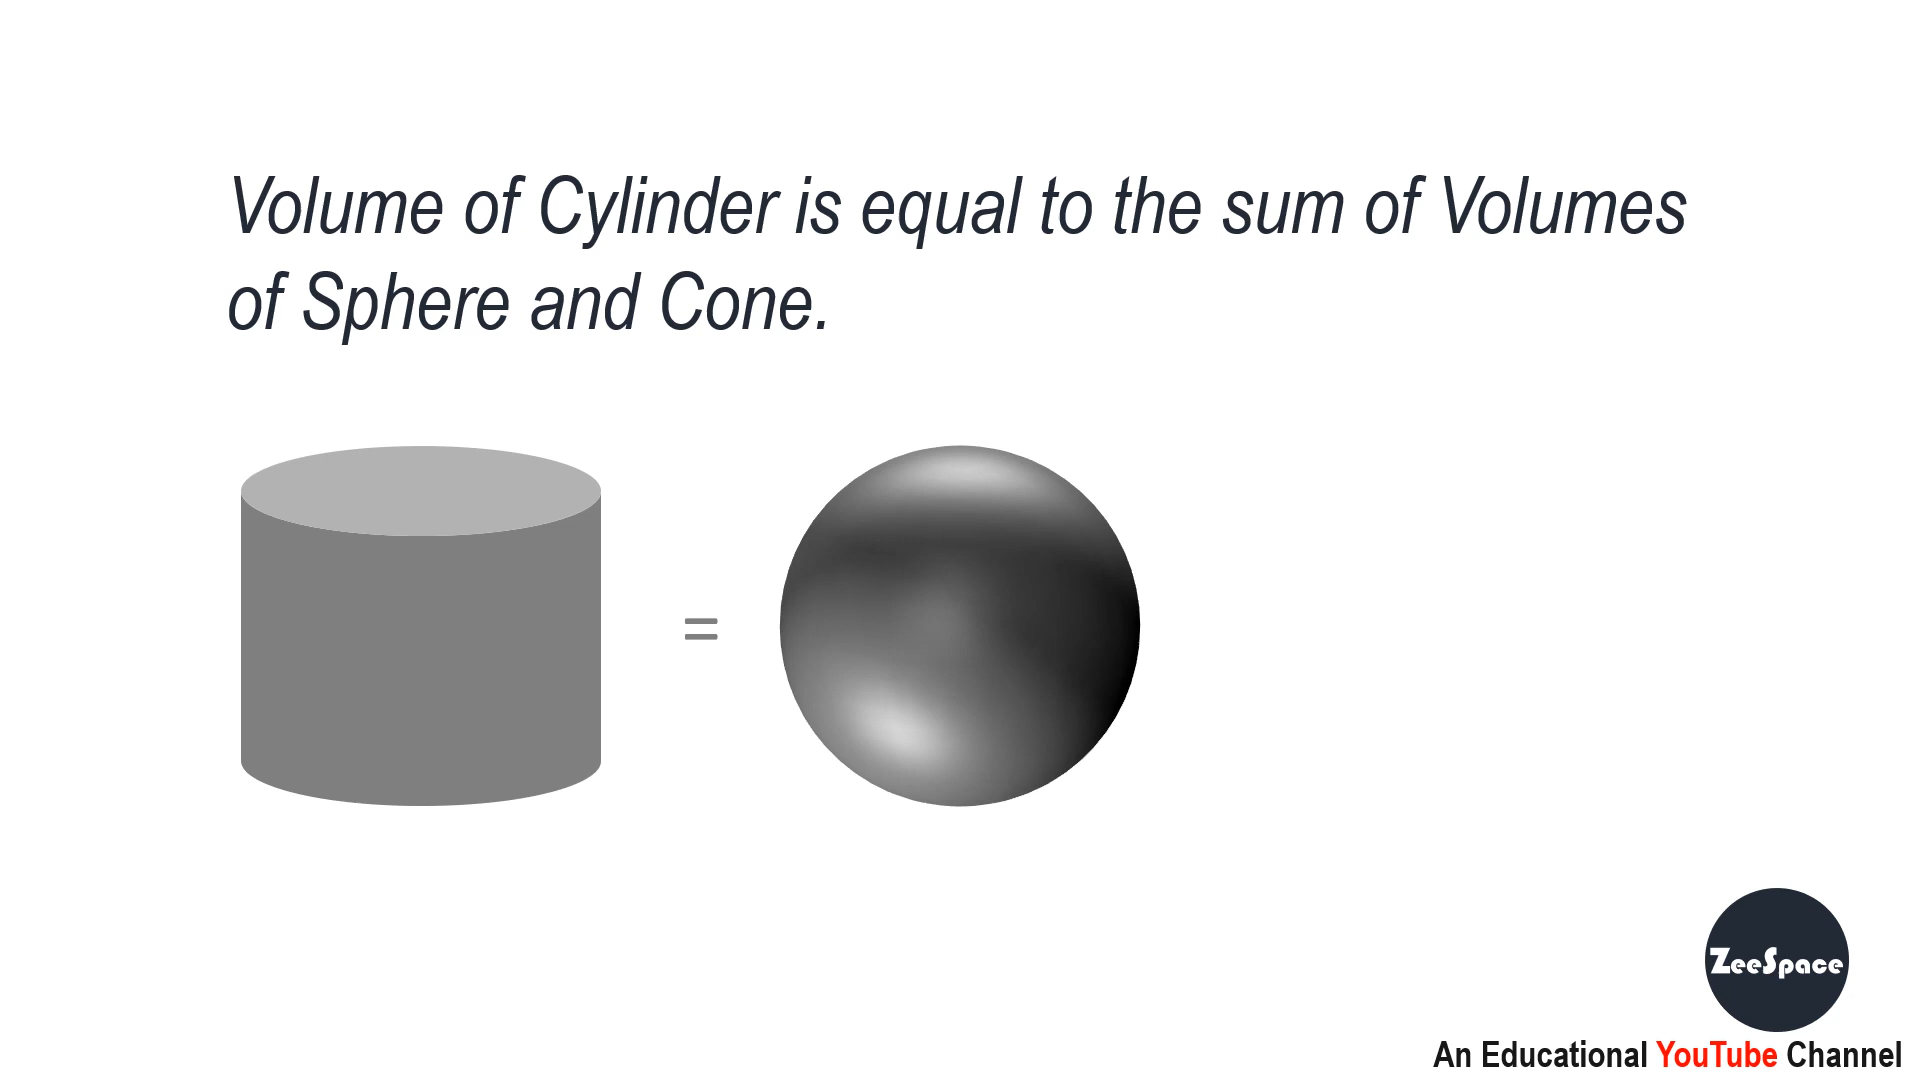 Volume of Cylinder is equal to the sum of Volumes
of Sphere and Cone.
=
ZeeSpace
An Educational YouTube Channel